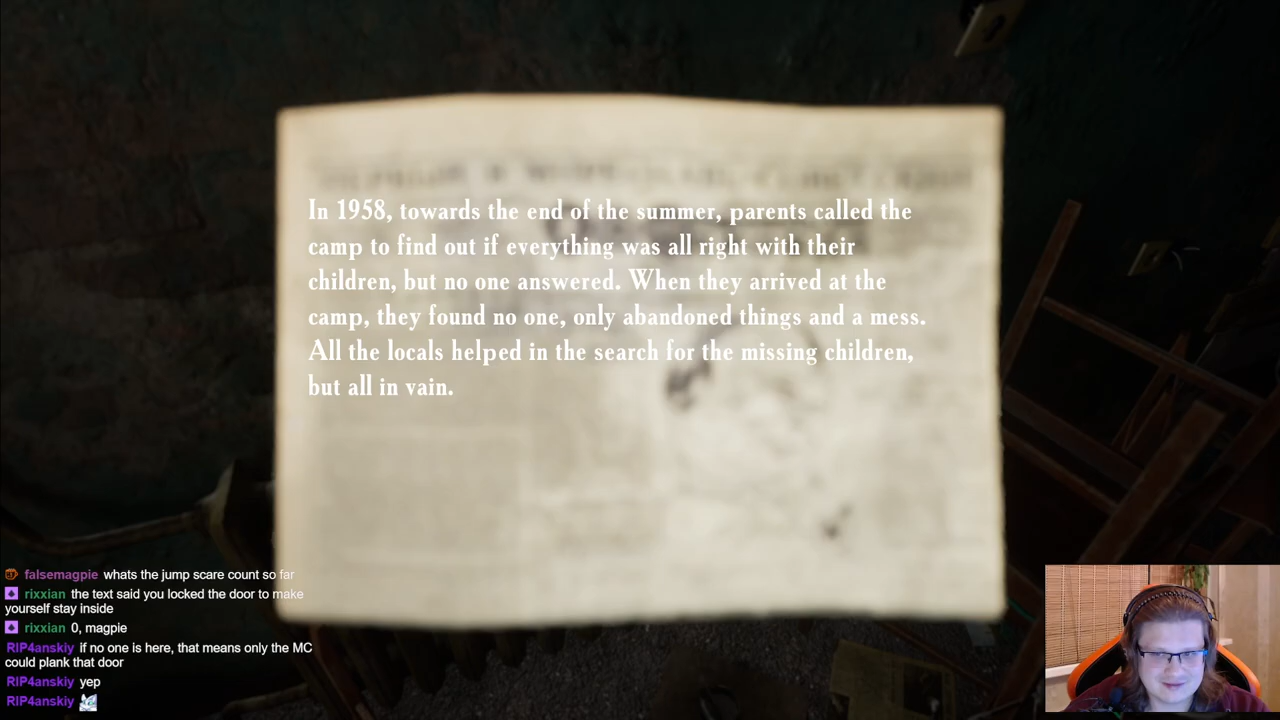 In 1958, towards the end of the summer, parents called the
camp to find out if everything was all right with their
children, but no one answered. When they arrived at the
camp, they found no one, only abandoned things and a mess.
All the locals helped in the search for the missing children,
but all in vain.
falsemagpie whats the jump scare count so far
rixxian the text said you locked the door to make
yourself stay inside
rixxian 0, magpie
RIP4anskiy if no one is here, that means only the MC
could plank that door
RIP4anskiy yep
RIP4anskiy